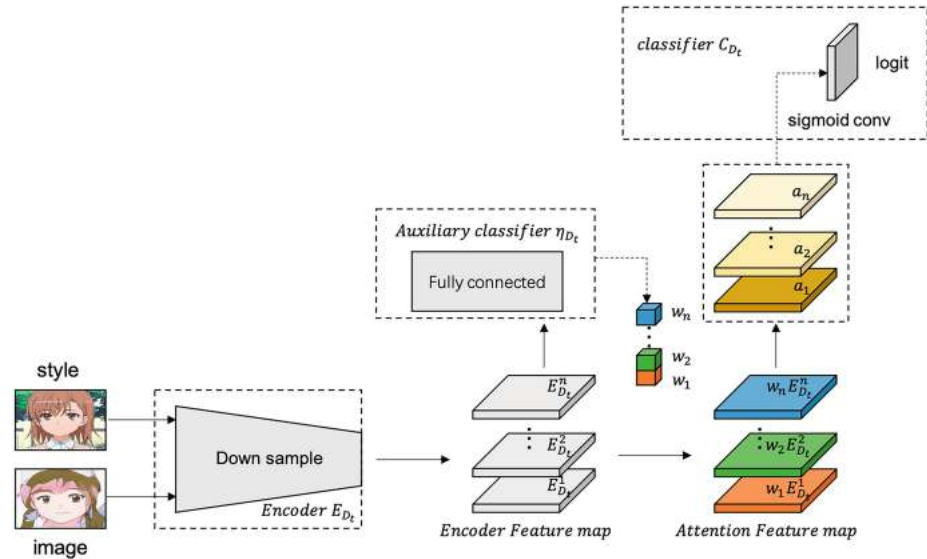 classifier C_{D_t}
logit
sigmoid conv
a_n
a_2
a_1
Auxiliary classifier η_{D_t}
Fully connected
w_n
w_2
w_1
style
Down sample
Encoder E_{D_t}
image
E^n_{D_t}
E^2_{D_t}
E^1_{D_t}
Encoder Feature map
w_n E^n_{D_t}
w_2 E^2_{D_t}
w_1 E^1_{D_t}
Attention Feature map